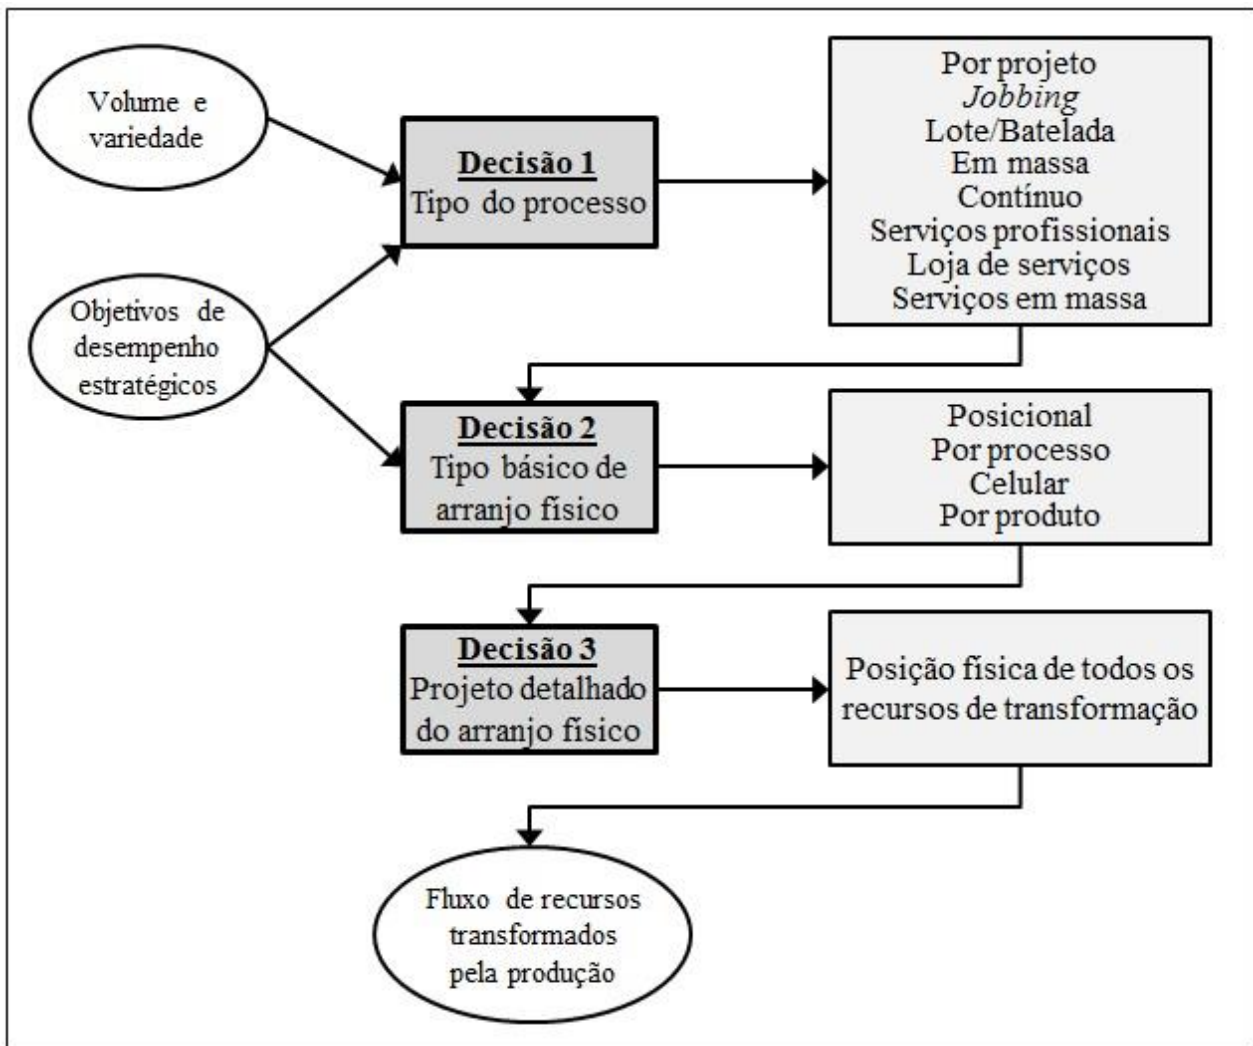 Volume e
variedade
Objetivos de
desempenho
estratégicos
Decisão 1
Tipo do processo
Por projeto
Jobbing
Lote/Batelada
Em massa
Contínuo
Serviços profissionais
Loja de serviços
Serviços em massa
Decisão 2
Tipo básico de
arranjo físico
Posicional
Por processo
Celular
Por produto
Decisão 3
Projeto detalhado
do arranjo físico
Posição física de todos os
recursos de transformação
Fluxo de recursos
transformados
pela produção